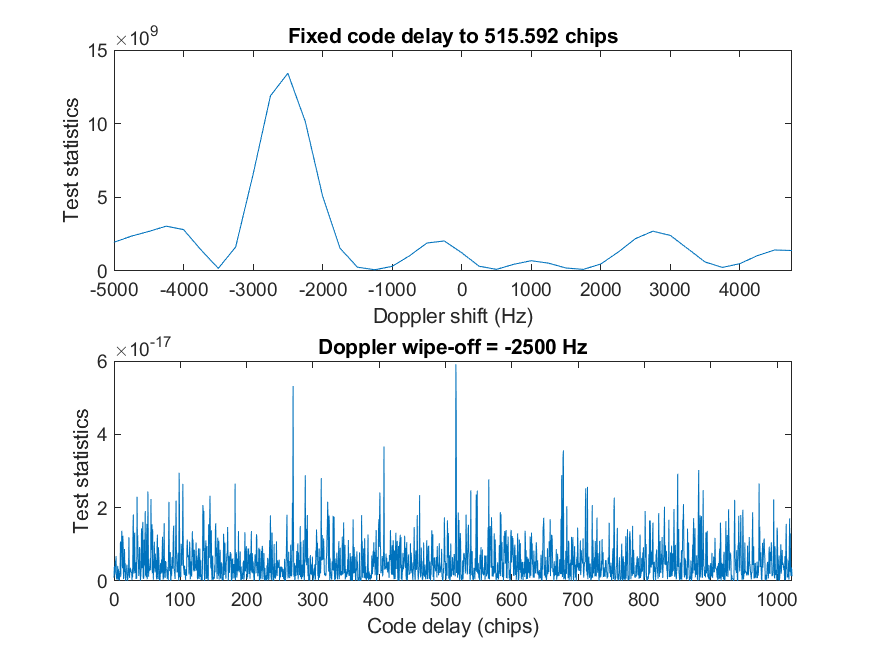 ×10^9
Fixed code delay to 515.592 chips
15
10
5
0
Test statistics
-5000 -4000 -3000 -2000 -1000 0 1000 2000 3000 4000
Doppler shift (Hz)
×10^-17
Doppler wipe-off = -2500 Hz
6
4
2
0
Test statistics
0 100 200 300 400 500 600 700 800 900 1000
Code delay (chips)